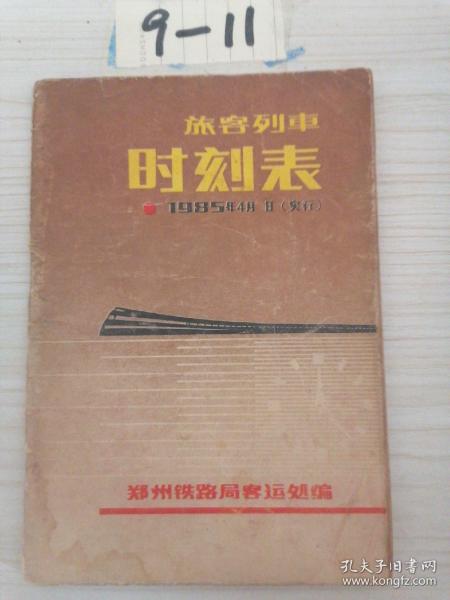 9-11
旅客列車
时刻表
1985年4月 日(实行)
郑州铁路局客运处编
孔夫子旧书网
www.kongfz.com